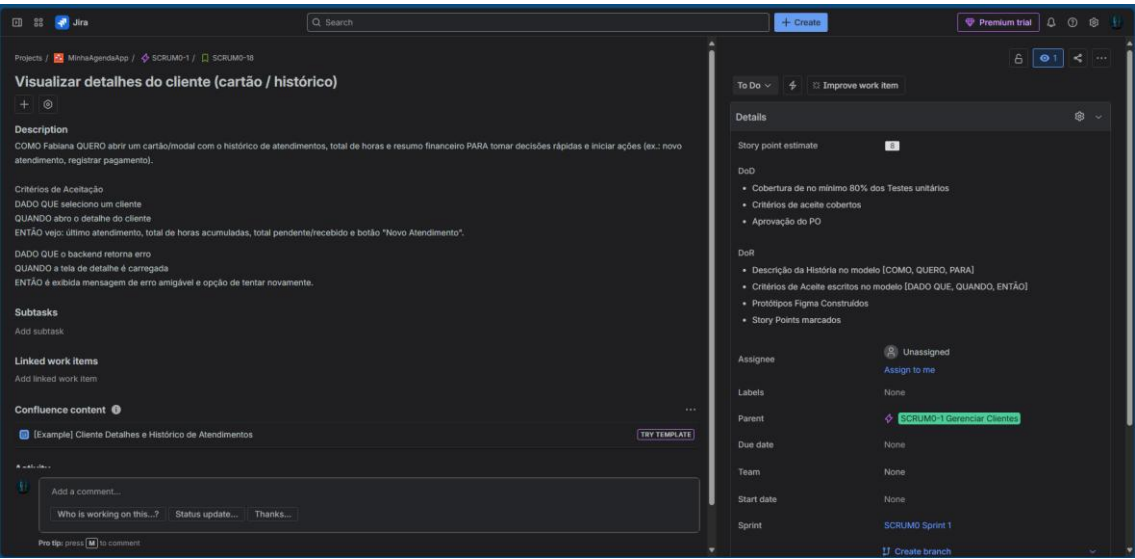 Jira
Search
+ Create
Premium trial
Projects / MinhaAgendaApp / SCRUM0-1 / SCRUM0-18
Visualizar detalhes do cliente (cartão / histórico)
Description
COMO Fabiana QUERO abrir um cartão/modal com o histórico de atendimentos, total de horas e resumo financeiro PARA tomar decisões rápidas e iniciar ações (ex.: novo
atendimento, registrar pagamento).
Critérios de Aceitação
DADO QUE seleciono um cliente
QUANDO abro o detalhe do cliente
ENTÃO vejo: último atendimento, total de horas acumuladas, total pendente/recebido e botão "Novo Atendimento".
DADO QUE o backend retorna erro
QUANDO a tela de detalhe é carregada
ENTÃO é exibida mensagem de erro amigável e opção de tentar novamente.
Subtasks
Add subtask
Linked work items
Add linked work item
Confluence content
[Example] Cliente Detalhes e Histórico de Atendimentos
TRY TEMPLATE
Activity
Add a comment...
Who is working on this...? Status update... Thanks...
Pro tip: press M to comment
1
To Do
Improve work item
Details
Story point estimate 8
DoD
• Cobertura de no mínimo 80% dos Testes unitários
• Critérios de aceite cobertos
• Aprovação do PO
DoR
• Descrição da História no modelo [COMO, QUERO, PARA]
• Critérios de Aceite escritos no modelo [DADO QUE, QUANDO, ENTÃO]
• Protótipos Figma Construídos
• Story Points marcados
Assignee Unassigned
Assign to me
Labels None
Parent SCRUM0-1 Gerenciar Clientes
Due date None
Team None
Start date None
Sprint SCRUM0 Sprint 1
Create branch